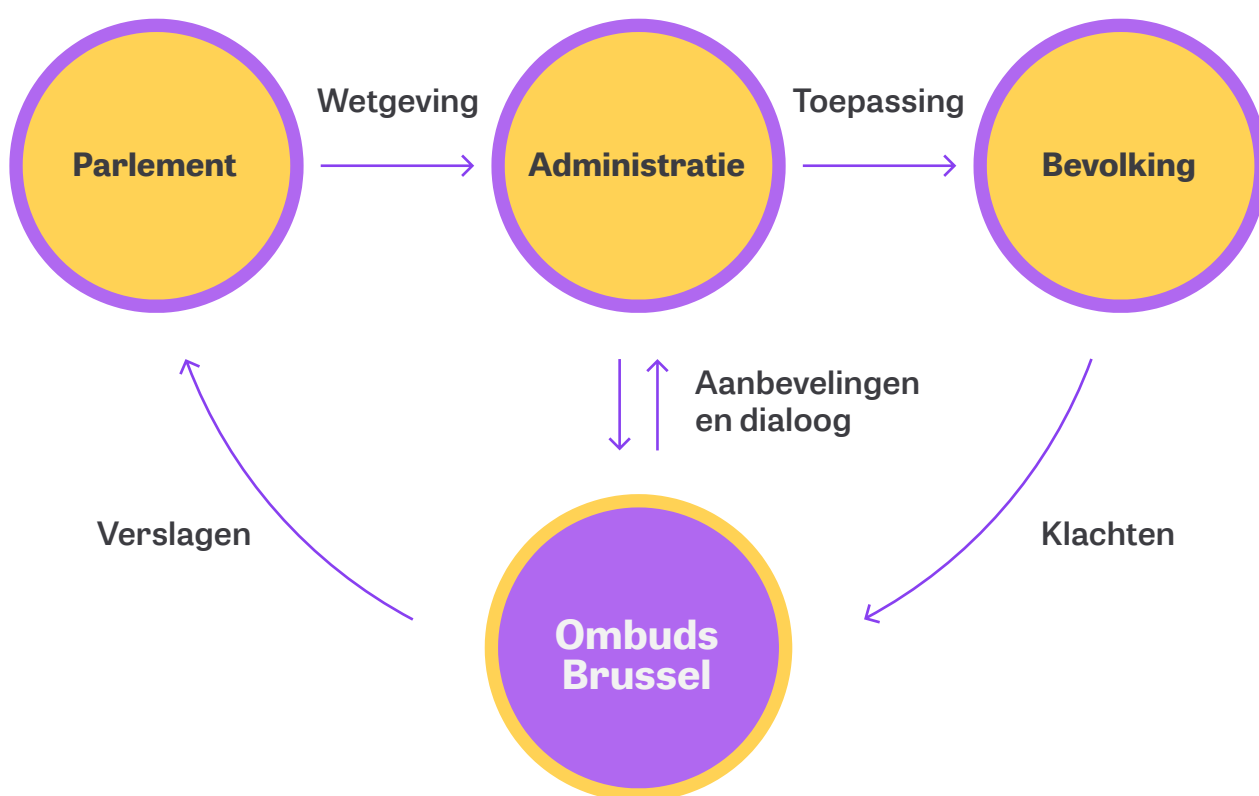 Wetgeving
Toepassing
Parlement
Administratie
Bevolking
Aanbevelingen
en dialoog
Verslagen
Klachten
Ombuds
Brussel